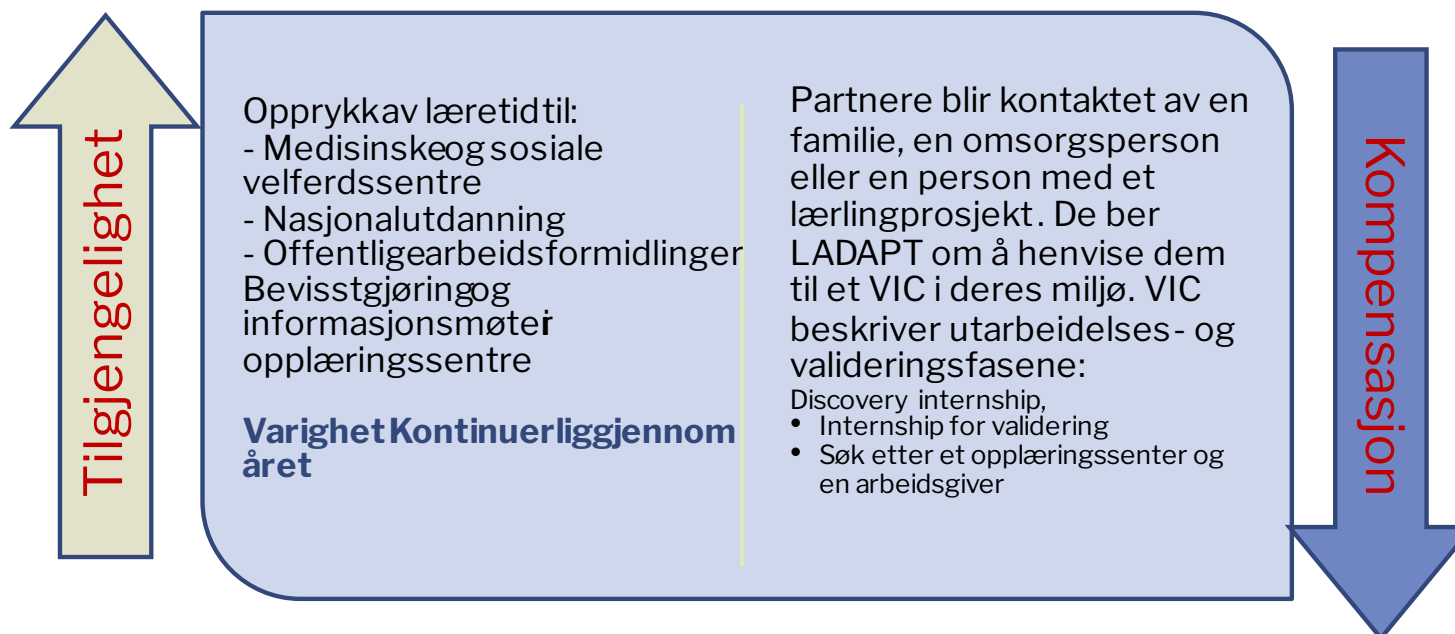 Tilgjengelighet
Opprykkav læretidtil:
- Medisinskeog sosiale
velferdssentre
- Nasjonalutdanning
- Offentligearbeidsformidlinger
Bevisstgjøringog
informasjonsmøteri
opplæringssentre
Varighet Kontinuerliggjennom
året
Partnere blir kontaktet av en
familie, en omsorgsperson
eller en person med et
lærlingprosjekt. De ber
LADAPT om å henvise dem
til et VIC i deres miljø. VIC
beskriver utarbeidelses- og
valideringsfasene:
Discovery internship,
• Internship for validering
• Søk etter et opplæringssenter og
en arbeidsgiver
Kompensasjon